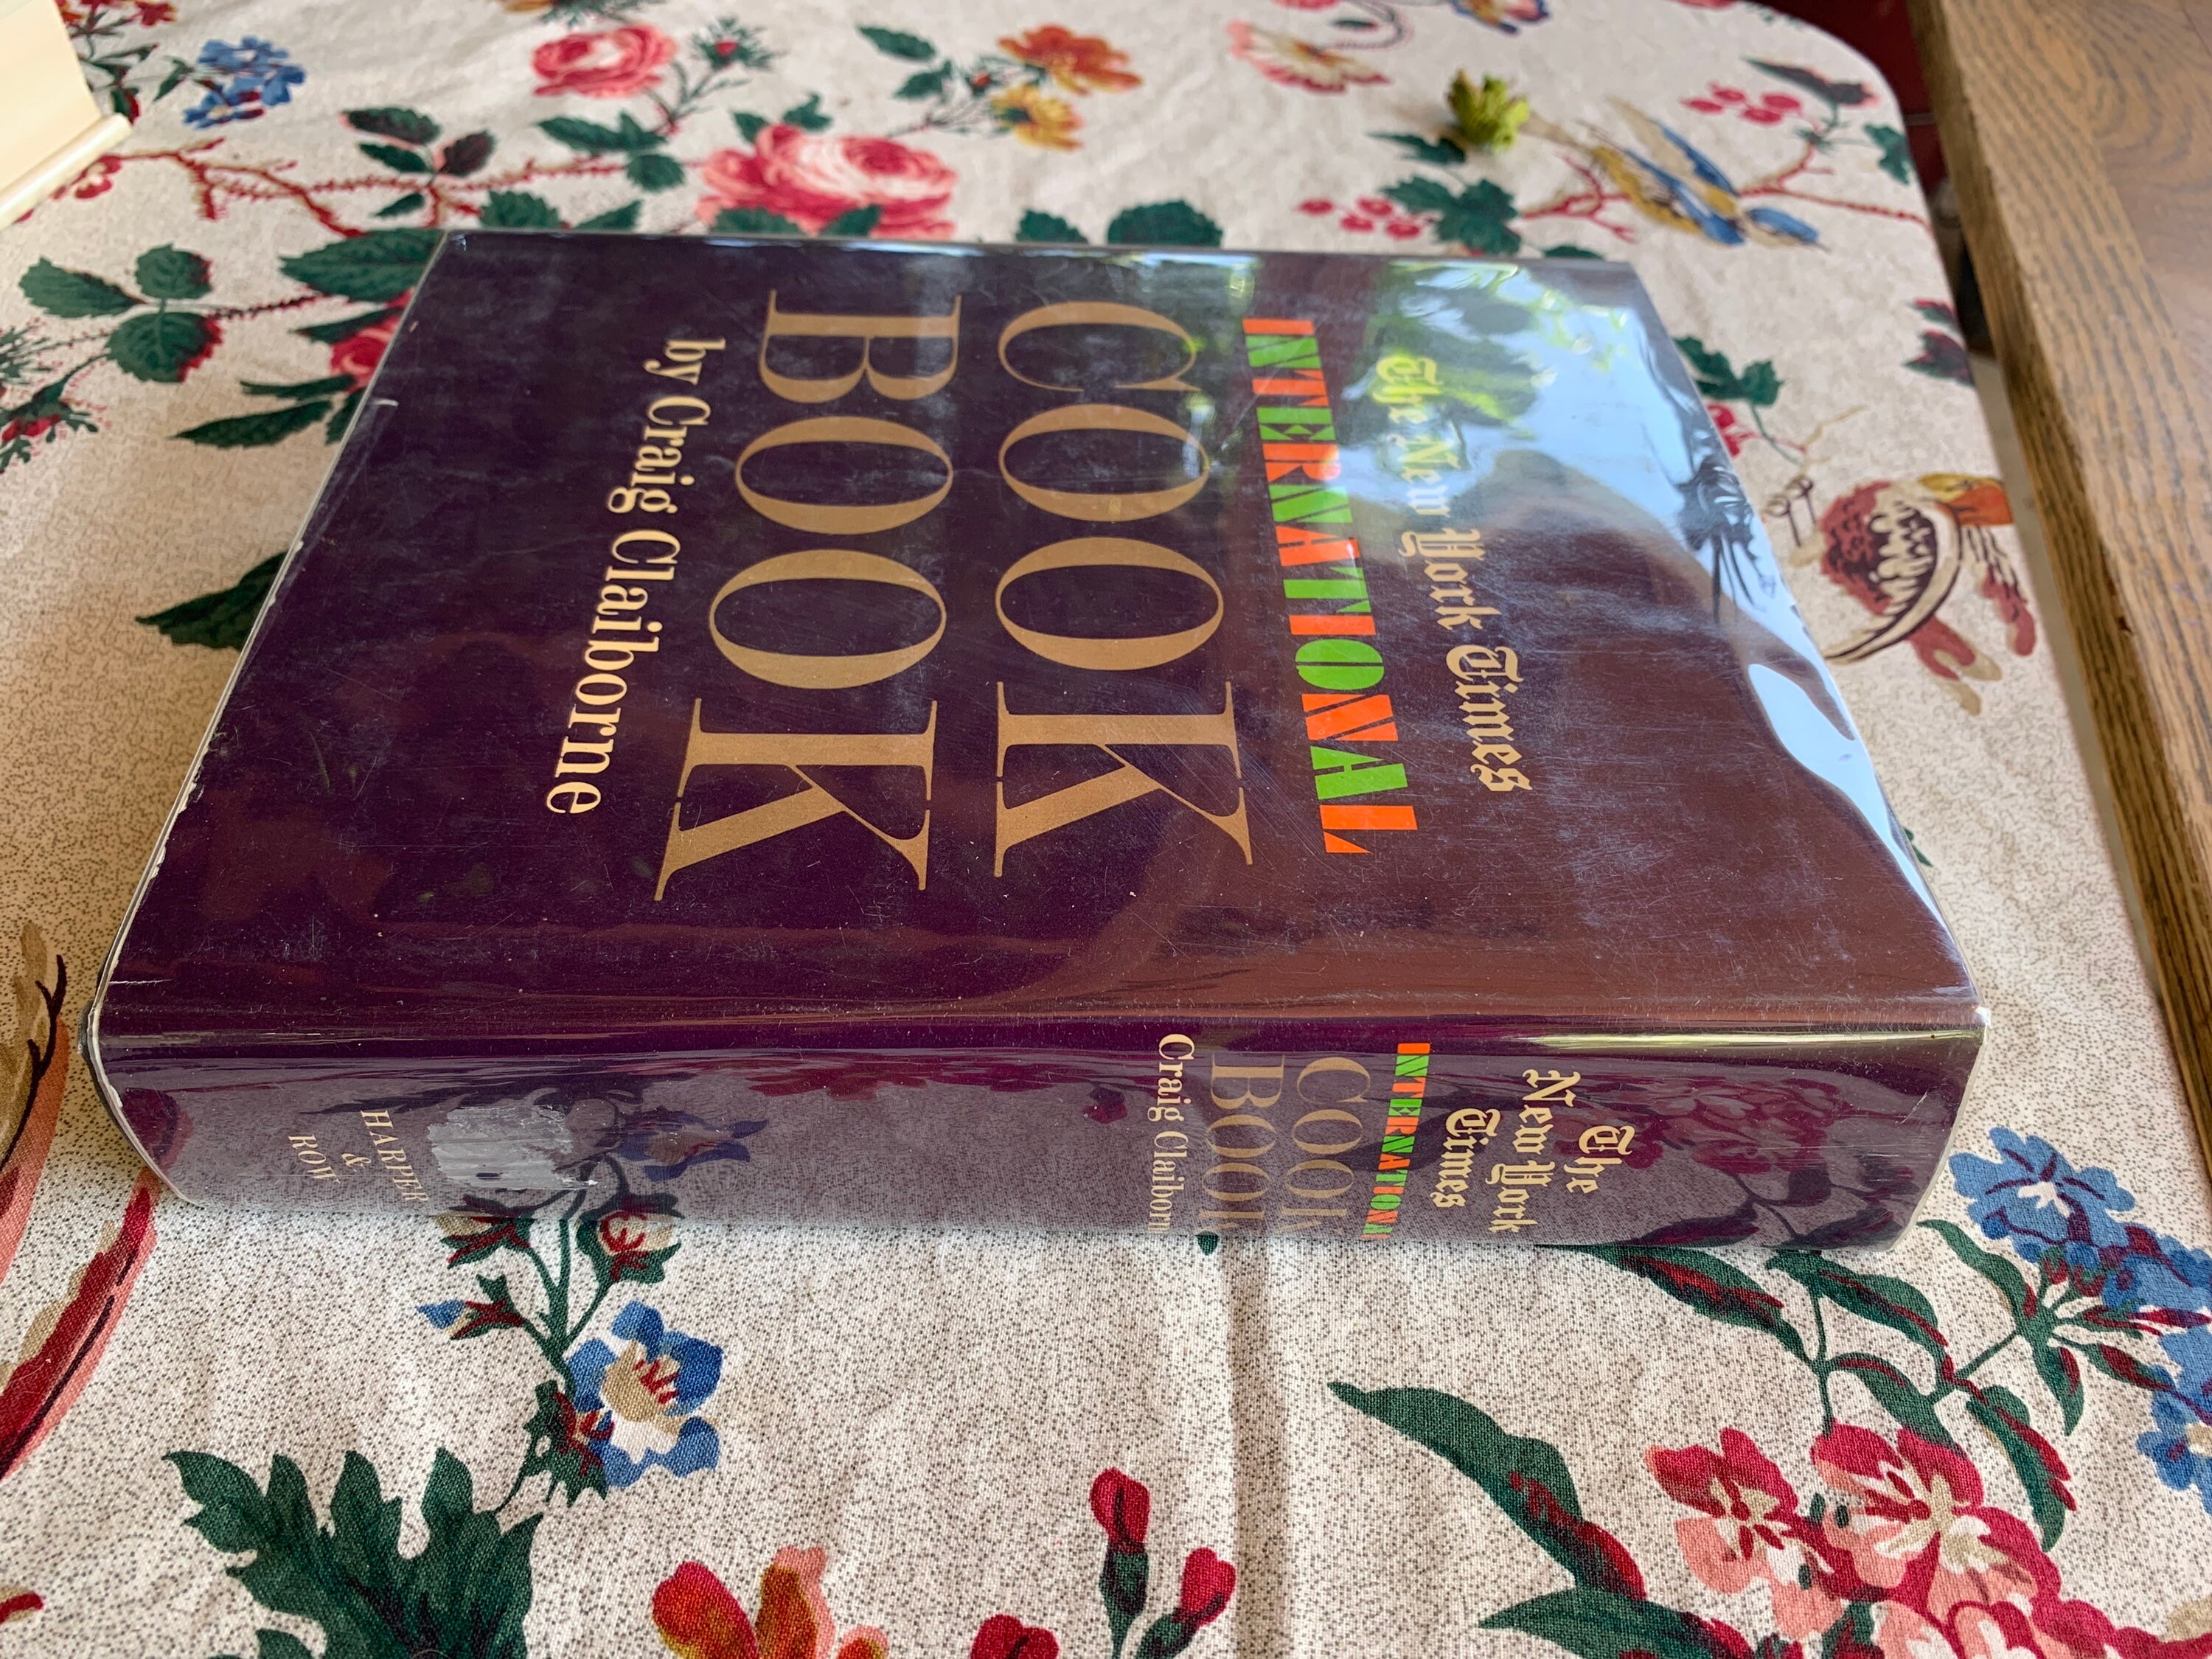 The New York Times
INTERNATIONAL
COOK
BOOK
by Craig Claiborne
The
New York
Times
INTERNATIONAL
COOK
BOOK
Craig Claiborne
HARPER
&
ROW